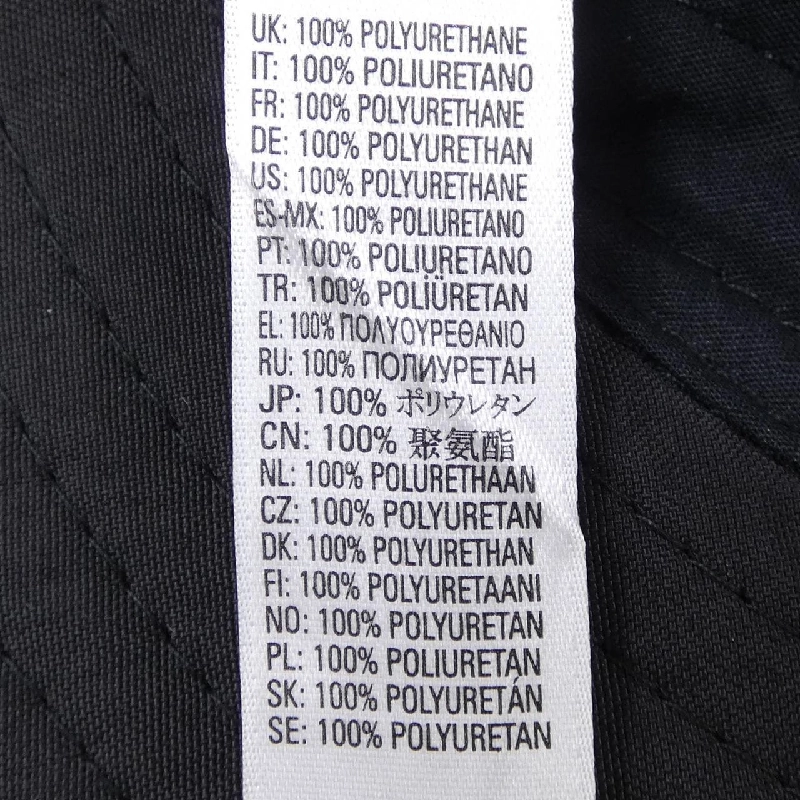 UK: 100% POLYURETHANE
IT: 100% POLIURETANO
FR: 100% POLYURETHANE
DE: 100% POLYURETHAN
US: 100% POLYURETHANE
ES-MX: 100% POLIURETANO
PT: 100% POLIURETANO
TR: 100% POLIÜRETAN
EL: 100% ΠΟΛΥΟΥΡΕΘΑΝΙΟ
RU: 100% ПОЛИУРЕТАН
JP: 100% ポリウレタン
CN: 100% 聚氨酯
NL: 100% POLURETHAAN
CZ: 100% POLYURETAN
DK: 100% POLYURETHAN
FI: 100% POLYURETAANI
NO: 100% POLYURETAN
PL: 100% POLIURETAN
SK: 100% POLYURETÁN
SE: 100% POLYURETAN